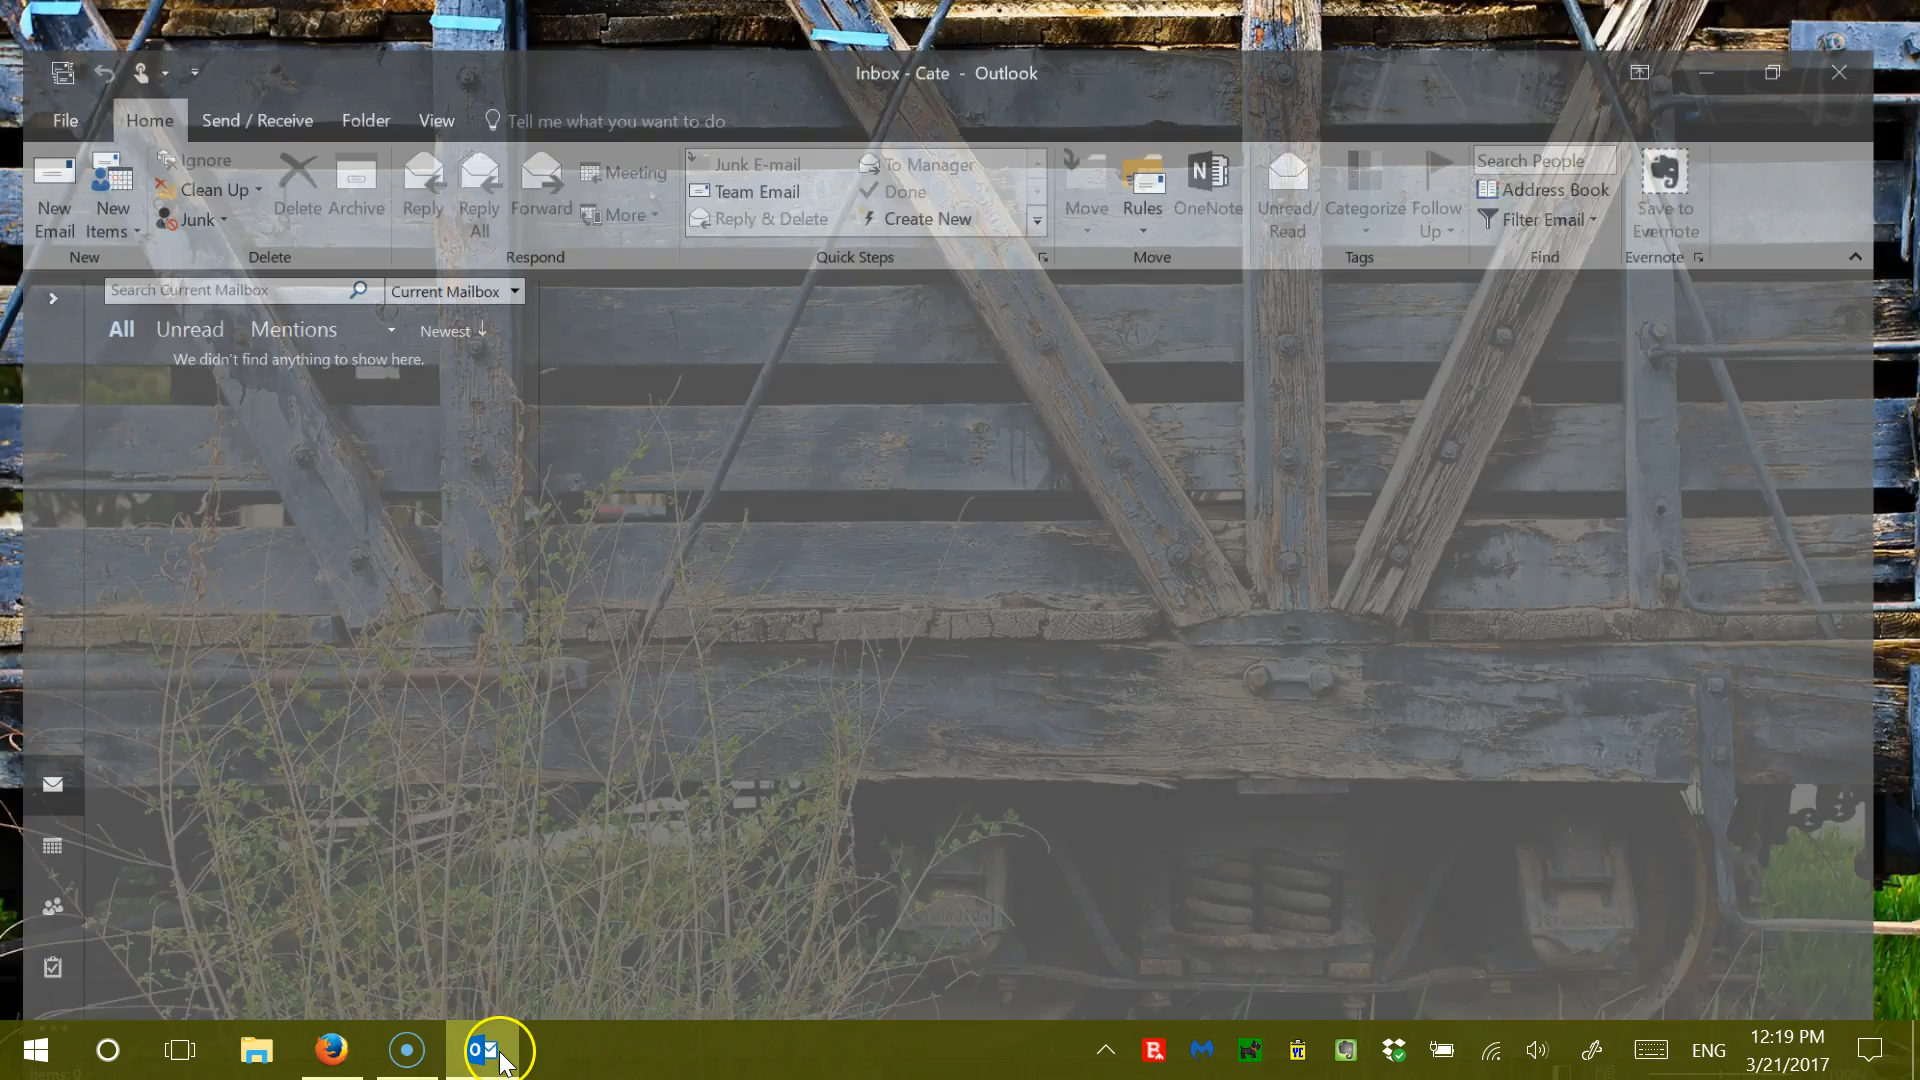 Inbox - Cate - Outlook
File Home Send / Receive Folder View Tell me what you want to do
New Email
New Items
Ignore
Clean Up
Junk
Delete
Archive
Reply
Reply All
Forward
Meeting
More
Junk E-mail
To Manager
Team Email
Done
Reply & Delete
Create New
Move
Rules
OneNote
Unread/ Read
Categorize
Follow Up
Search People
Address Book
Filter Email
Save to Evernote
New Delete Respond Quick Steps Move Tags Find Evernote
Search Current Mailbox Current Mailbox
All Unread Mentions Newest ↓
We didn't find anything to show here.
ENG
12:19 PM
3/21/2017
Items: 0